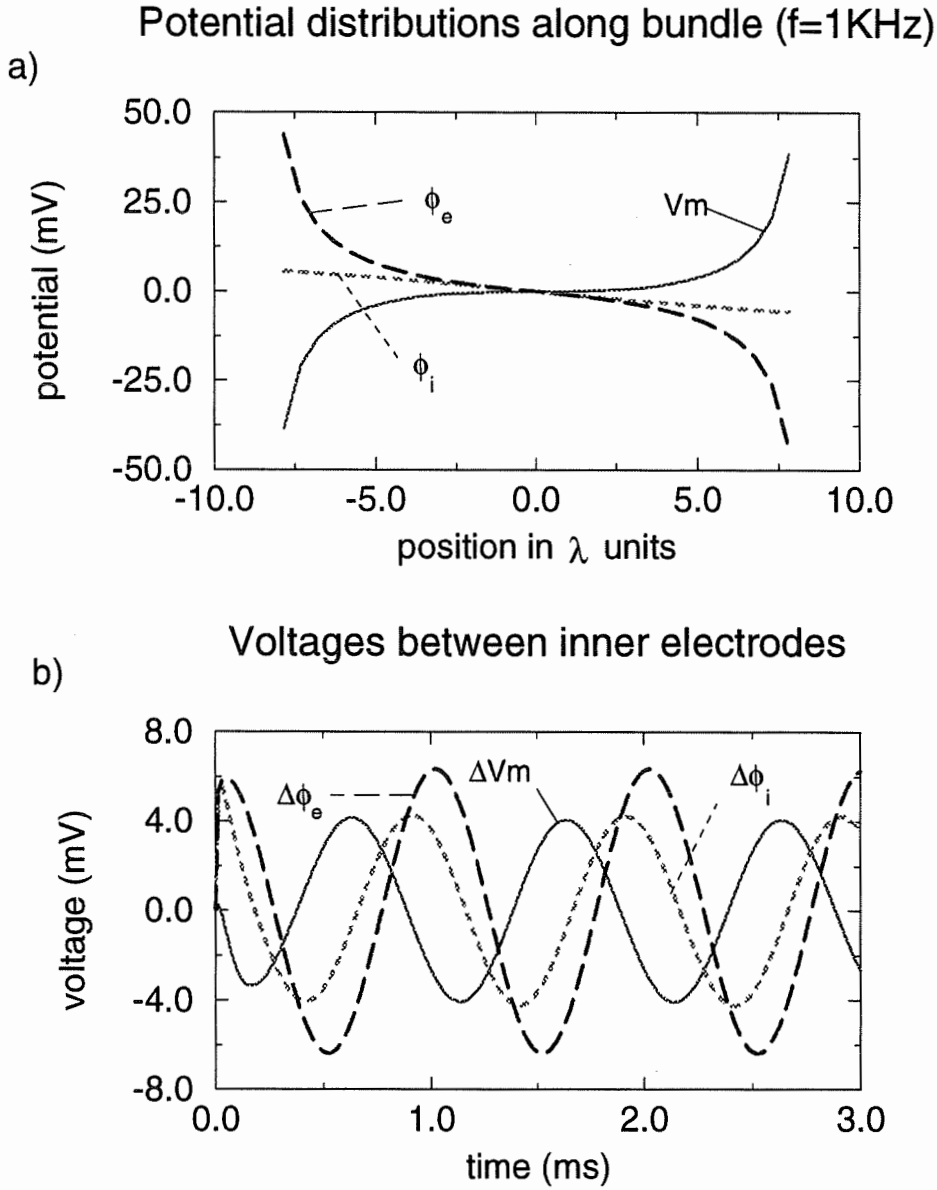 Potential distributions along bundle (f=1KHz)
a)
50.0
25.0
0.0
-25.0
-50.0
potential (mV)
ϕe
Vm
ϕi
-10.0 -5.0 0.0 5.0 10.0
position in λ units
Voltages between inner electrodes
b)
8.0
4.0
0.0
-4.0
-8.0
voltage (mV)
Δϕe
ΔVm
Δϕi
0.0 1.0 2.0 3.0
time (ms)